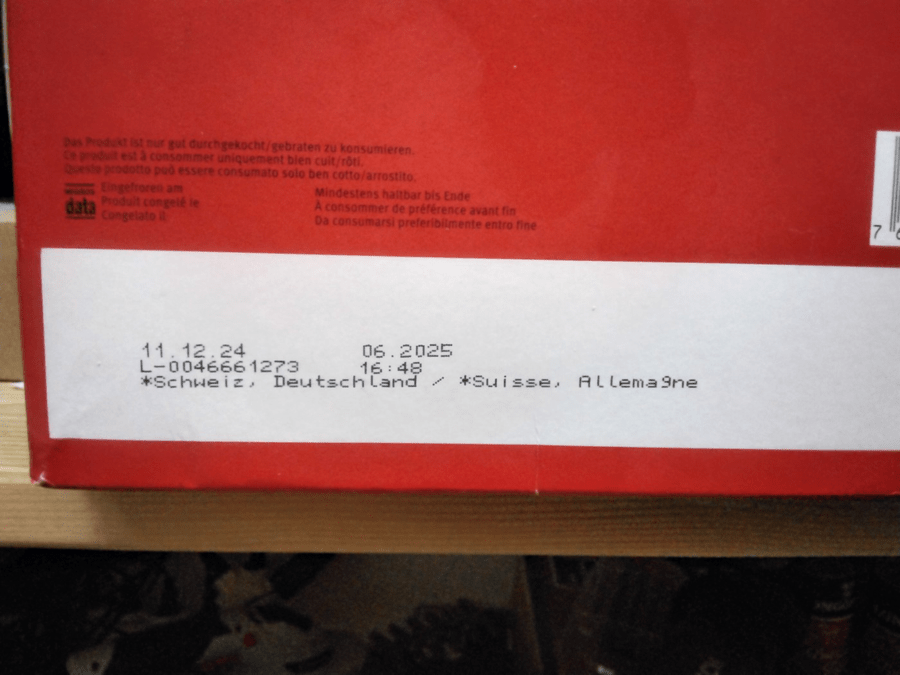 Das Produkt ist nur gut durchgekocht/gebraten zu konsumieren.
Ce produit est à consommer uniquement bien cuit/rôti.
Questo prodotto può essere consumato solo ben cotto/arrostito.
data
Eingefroren am
Produit congelé le
Congelato il:
Mindestens haltbar bis Ende
À consommer de préférence avant fin
Da consumarsi preferibilmente entro fine
7
11.12.24 06.2025
L-0046661273 16:48
*Schweiz, Deutschland / *Suisse, Allemagne